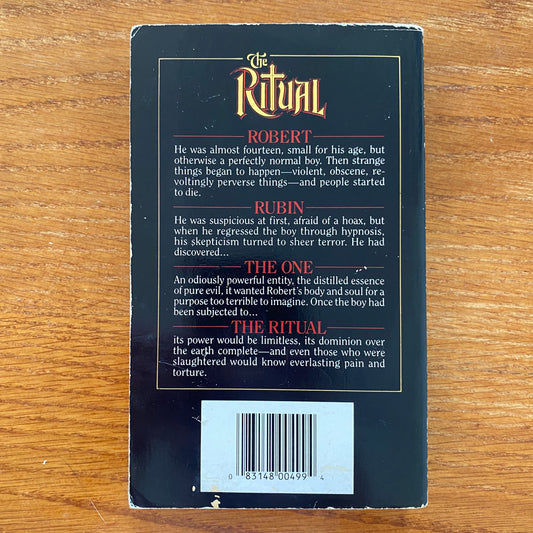 The
Ritual
ROBERT
He was almost fourteen, small for his age, but
otherwise a perfectly normal boy. Then strange
things began to happen—violent, obscene, re-
voltingly perverse things—and people started
to die.
RUBIN
He was suspicious at first, afraid of a hoax, but
when he regressed the boy through hypnosis,
his skepticism turned to sheer terror. He had
discovered...
THE ONE
An odiously powerful entity, the distilled essence
of pure evil, it wanted Robert's body and soul for a
purpose too terrible to imagine. Once the boy had
been subjected to...
THE RITUAL
its power would be limitless, its dominion over
the earth complete—and even those who were
slaughtered would know everlasting pain and
torture.
0 83148 00499 4